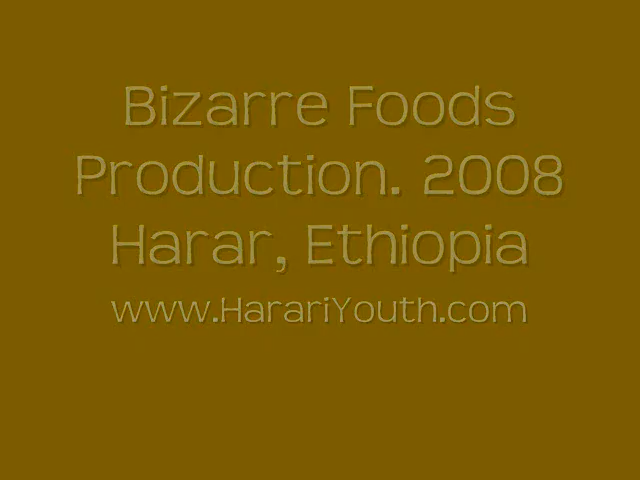 Bizarre Foods
Production. 2008
Harar, Ethiopia
www.HarariYouth.com